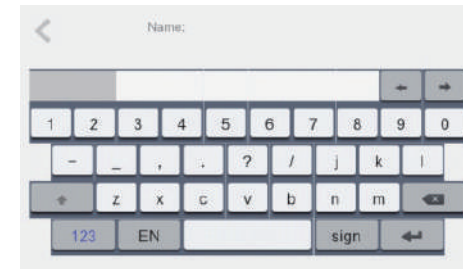 Name:
1 2 3 4 5 6 7 8 9 0
- _ , . ? / j k l
z x c v b n m
123 EN sign